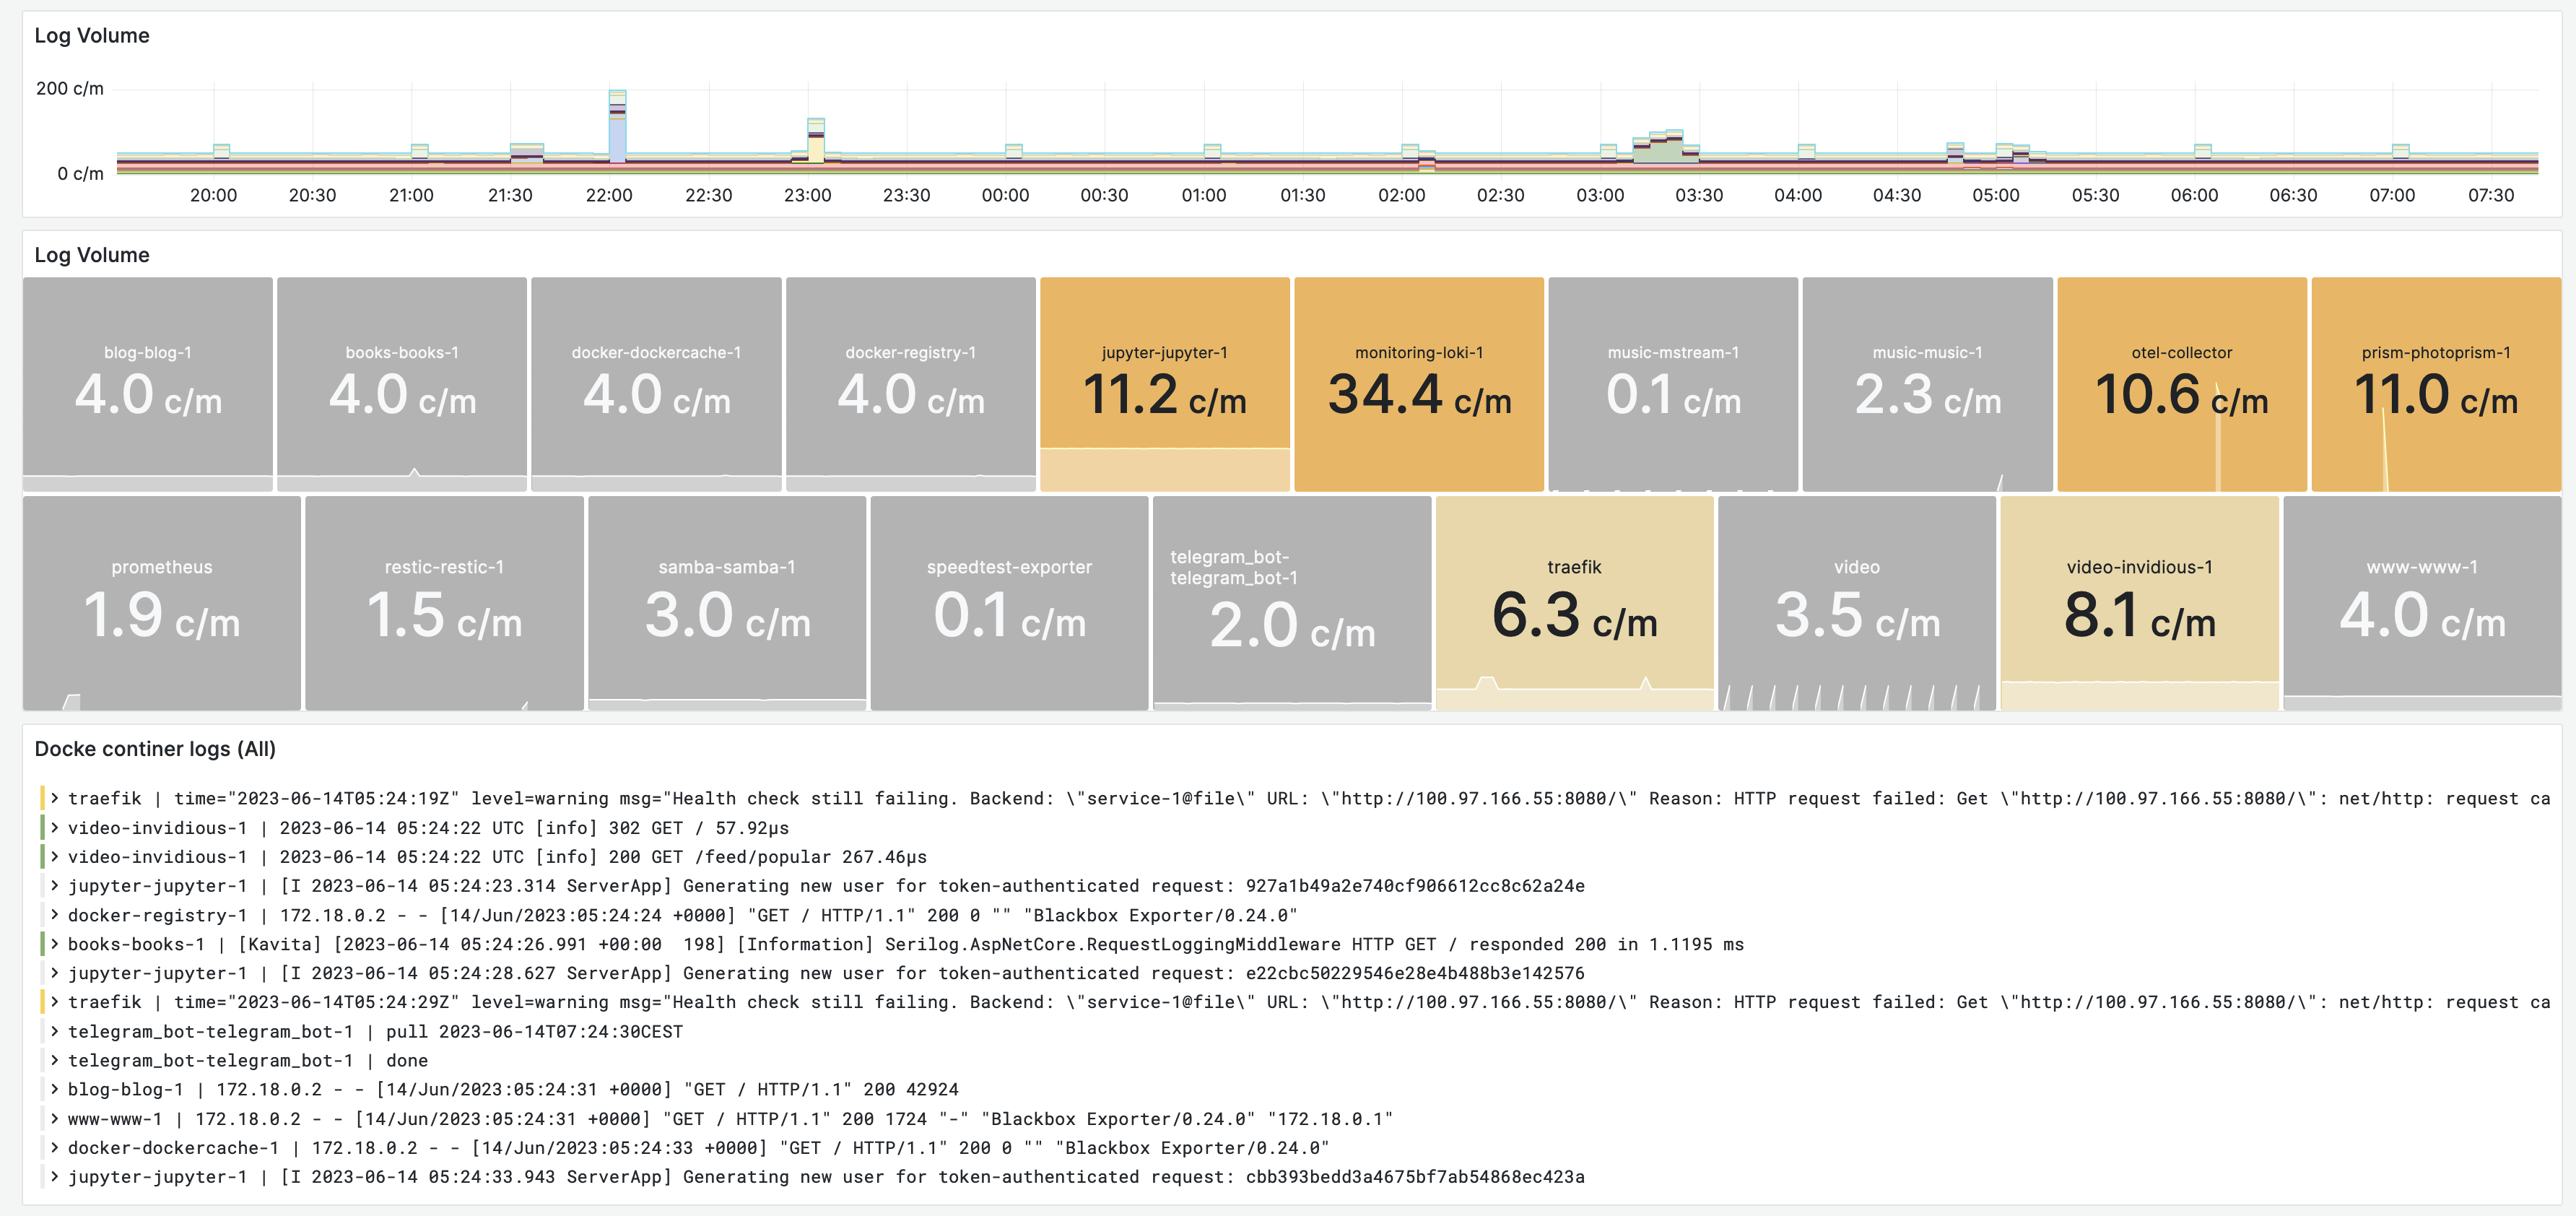 Log Volume
200 c/m
0 c/m
20:00 20:30 21:00 21:30 22:00 22:30 23:00 23:30 00:00 00:30 01:00 01:30 02:00 02:30 03:00 03:30 04:00 04:30 05:00 05:30 06:00 06:30 07:00 07:30
Log Volume
blog-blog-1
4.0 c/m
books-books-1
4.0 c/m
docker-dockercache-1
4.0 c/m
docker-registry-1
4.0 c/m
jupyter-jupyter-1
11.2 c/m
monitoring-loki-1
34.4 c/m
music-mstream-1
0.1 c/m
music-music-1
2.3 c/m
otel-collector
10.6 c/m
prism-photoprism-1
11.0 c/m
prometheus
1.9 c/m
restic-restic-1
1.5 c/m
samba-samba-1
3.0 c/m
speedtest-exporter
0.1 c/m
telegram_bot-
telegram_bot-1
2.0 c/m
traefik
6.3 c/m
video
3.5 c/m
video-invidious-1
8.1 c/m
www-www-1
4.0 c/m
Docke continer logs (All)
traefik | time="2023-06-14T05:24:19Z" level=warning msg="Health check still failing. Backend: \"service-1@file\" URL: \"http://100.97.166.55:8080/\" Reason: HTTP request failed: Get \"http://100.97.166.55:8080/\": net/http: request ca
video-invidious-1 | 2023-06-14 05:24:22 UTC [info] 302 GET / 57.92µs
video-invidious-1 | 2023-06-14 05:24:22 UTC [info] 200 GET /feed/popular 267.46µs
jupyter-jupyter-1 | [I 2023-06-14 05:24:23.314 ServerApp] Generating new user for token-authenticated request: 927a1b49a2e740cf906612cc8c62a24e
docker-registry-1 | 172.18.0.2 - - [14/Jun/2023:05:24:24 +0000] "GET / HTTP/1.1" 200 0 "" "Blackbox Exporter/0.24.0"
books-books-1 | [Kavita] [2023-06-14 05:24:26.991 +00:00  198] [Information] Serilog.AspNetCore.RequestLoggingMiddleware HTTP GET / responded 200 in 1.1195 ms
jupyter-jupyter-1 | [I 2023-06-14 05:24:28.627 ServerApp] Generating new user for token-authenticated request: e22cbc50229546e28e4b488b3e142576
traefik | time="2023-06-14T05:24:29Z" level=warning msg="Health check still failing. Backend: \"service-1@file\" URL: \"http://100.97.166.55:8080/\" Reason: HTTP request failed: Get \"http://100.97.166.55:8080/\": net/http: request ca
telegram_bot-telegram_bot-1 | pull 2023-06-14T07:24:30CEST
telegram_bot-telegram_bot-1 | done
blog-blog-1 | 172.18.0.2 - - [14/Jun/2023:05:24:31 +0000] "GET / HTTP/1.1" 200 42924
www-www-1 | 172.18.0.2 - - [14/Jun/2023:05:24:31 +0000] "GET / HTTP/1.1" 200 1724 "-" "Blackbox Exporter/0.24.0" "172.18.0.1"
docker-dockercache-1 | 172.18.0.2 - - [14/Jun/2023:05:24:33 +0000] "GET / HTTP/1.1" 200 0 "" "Blackbox Exporter/0.24.0"
jupyter-jupyter-1 | [I 2023-06-14 05:24:33.943 ServerApp] Generating new user for token-authenticated request: cbb393bedd3a4675bf7ab54868ec423a